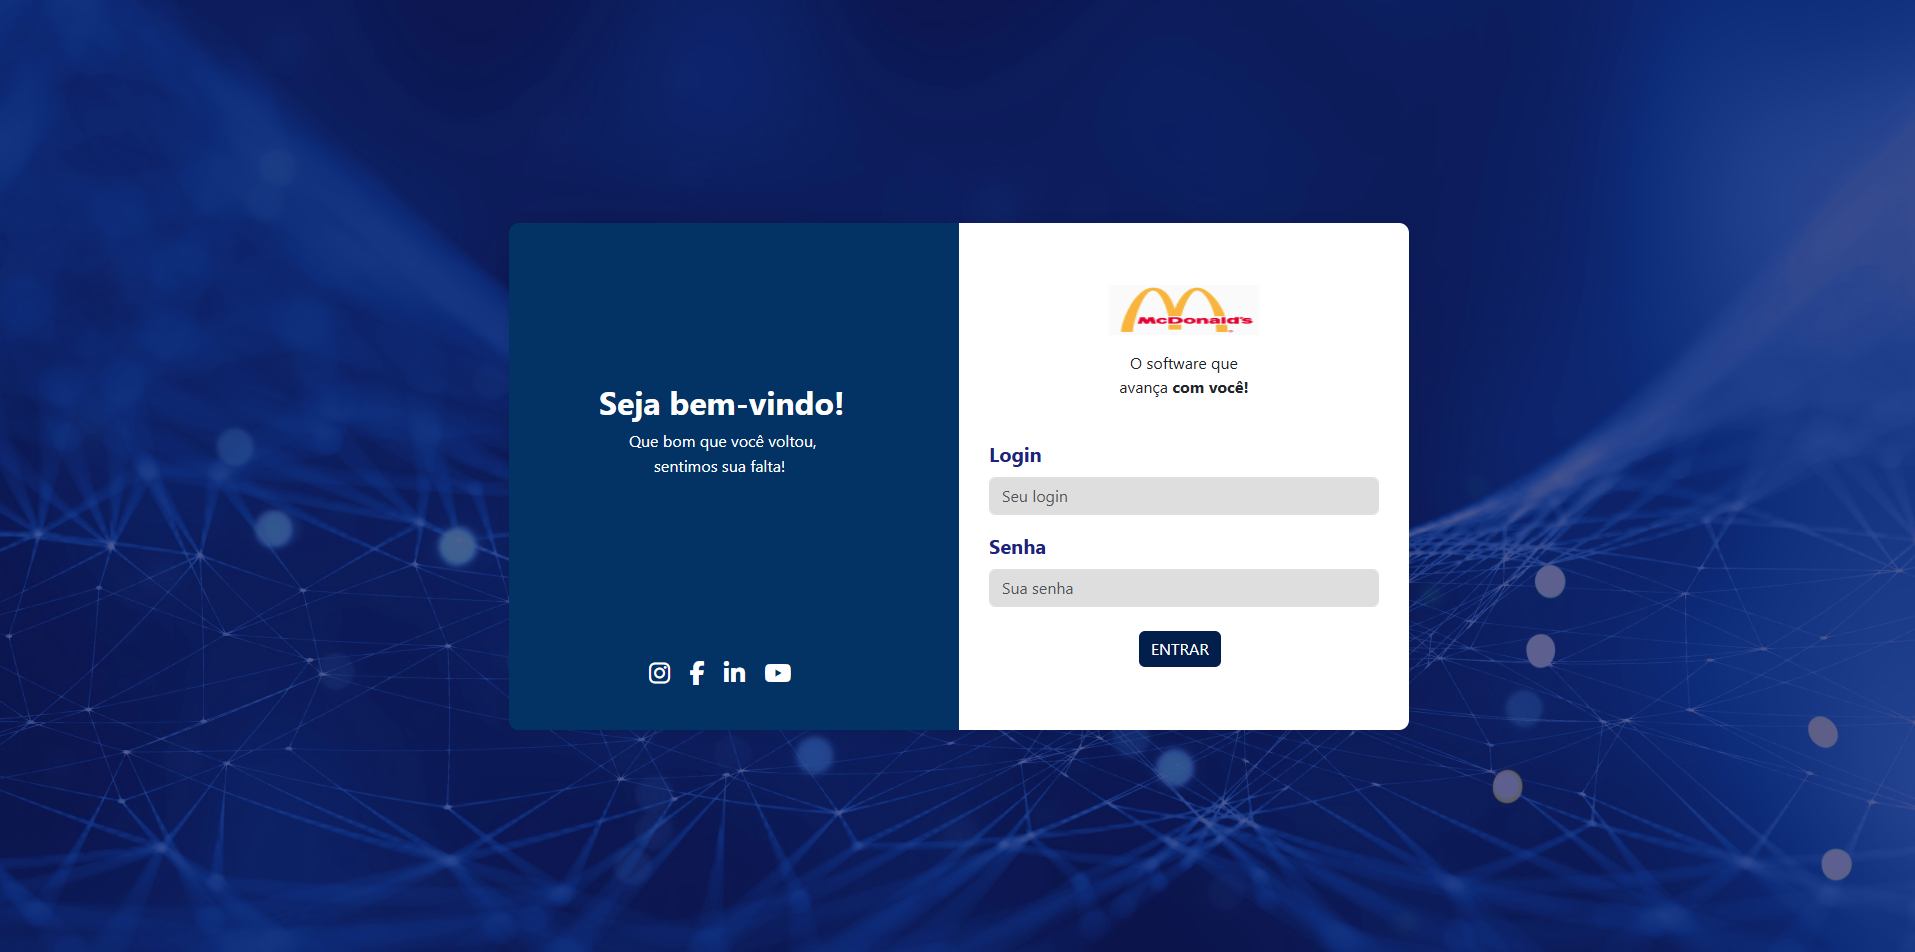 Seja bem-vindo!
Que bom que você voltou,
sentimos sua falta!
McDonald's
O software que
avança com você!
Login
Seu login
Senha
Sua senha
ENTRAR